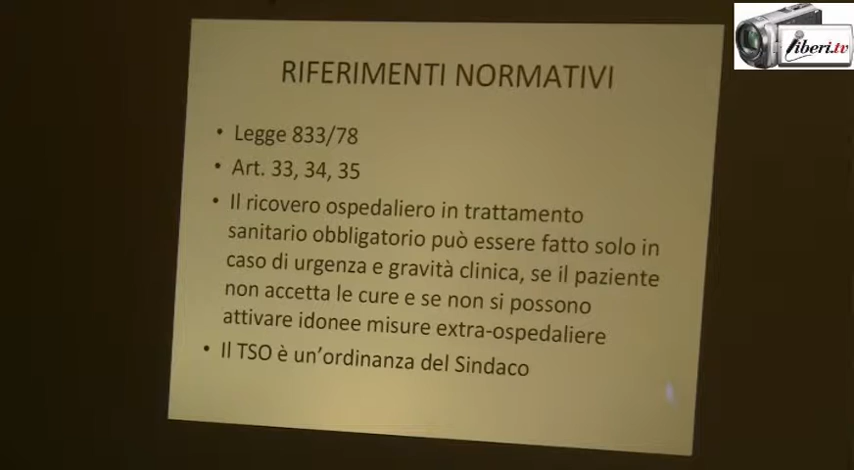 liberi.tv
RIFERIMENTI NORMATIVI
• Legge 833/78
• Art. 33, 34, 35
• Il ricovero ospedaliero in trattamento
sanitario obbligatorio può essere fatto solo in
caso di urgenza e gravità clinica, se il paziente
non accetta le cure e se non si possono
attivare idonee misure extra-ospedaliere
• Il TSO è un’ordinanza del Sindaco